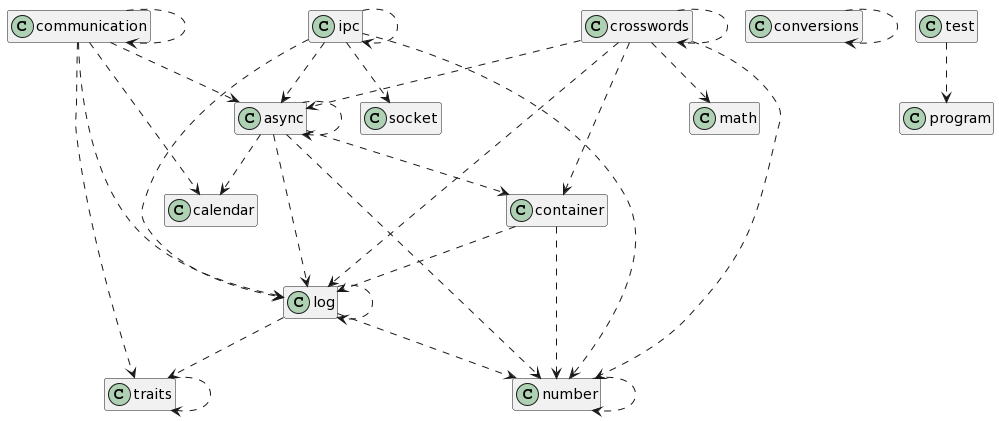 C communication
C ipc
C crosswords
C conversions
C test
C async
C socket
C math
C program
C calendar
C container
C log
C traits
C number